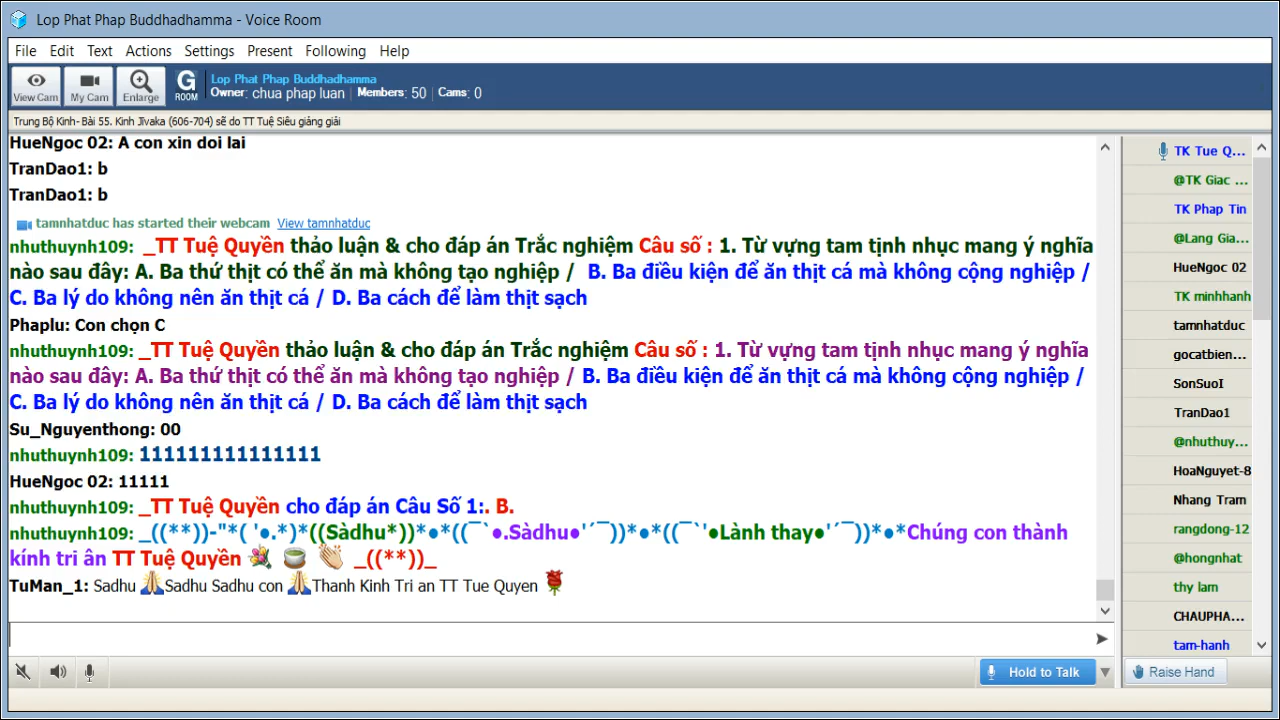 Lop Phat Phap Buddhadhamma - Voice Room
File Edit Text Actions Settings Present Following Help
View Cam My Cam Enlarge G ROOM
Lop Phat Phap Buddhadhamma
Owner: chua phap luan Members: 50 Cams: 0
Trung Bộ Kinh- Bài 55. Kinh Jīvaka (606-704) sẽ do TT Tuệ Siêu giảng giải
HueNgoc 02: A con xin doi lai
TranDao1: b
TranDao1: b
tamnhatduc has started their webcam View tamnhatduc
nhuthuynh109: _TT Tuệ Quyền thảo luận & cho đáp án Trắc nghiệm Câu số : 1. Từ vựng tam tịnh nhục mang ý nghĩa
nào sau đây: A. Ba thứ thịt có thể ăn mà không tạo nghiệp / B. Ba điều kiện để ăn thịt cá mà không cộng nghiệp /
C. Ba lý do không nên ăn thịt cá / D. Ba cách để làm thịt sạch
Phaplu: Con chọn C
nhuthuynh109: _TT Tuệ Quyền thảo luận & cho đáp án Trắc nghiệm Câu số : 1. Từ vựng tam tịnh nhục mang ý nghĩa
nào sau đây: A. Ba thứ thịt có thể ăn mà không tạo nghiệp / B. Ba điều kiện để ăn thịt cá mà không cộng nghiệp /
C. Ba lý do không nên ăn thịt cá / D. Ba cách để làm thịt sạch
Su_Nguyenthong: 00
nhuthuynh109: 1111111111111111
HueNgoc 02: 11111
nhuthuynh109: _TT Tuệ Quyền cho đáp án Câu Số 1:. B.
nhuthuynh109: _((**))-"*( '●.*)*((Sàdhu*))*●*((¯`●.Sàdhu●'´¯))*●*((¯`'●Lành thay●'´¯))*●*Chúng con thành
kính tri ân TT Tuệ Quyền 💐 🍵 👏 _((**))_
TuMan_1: Sadhu 🙏Sadhu Sadhu con 🙏Thanh Kinh Tri an TT Tue Quyen 🌹
TK Tue Q...
@TK Giac ...
TK Phap Tin
@Lang Gia...
HueNgoc 02
TK minhhanh
tamnhatduc
gocatbien...
SonSuoI
TranDao1
@nhuthuy...
HoaNguyet-8
Nhang Tram
rangdong-12
@hongnhat
thy lam
CHAUPHA...
tam-hanh
Hold to Talk
Raise Hand